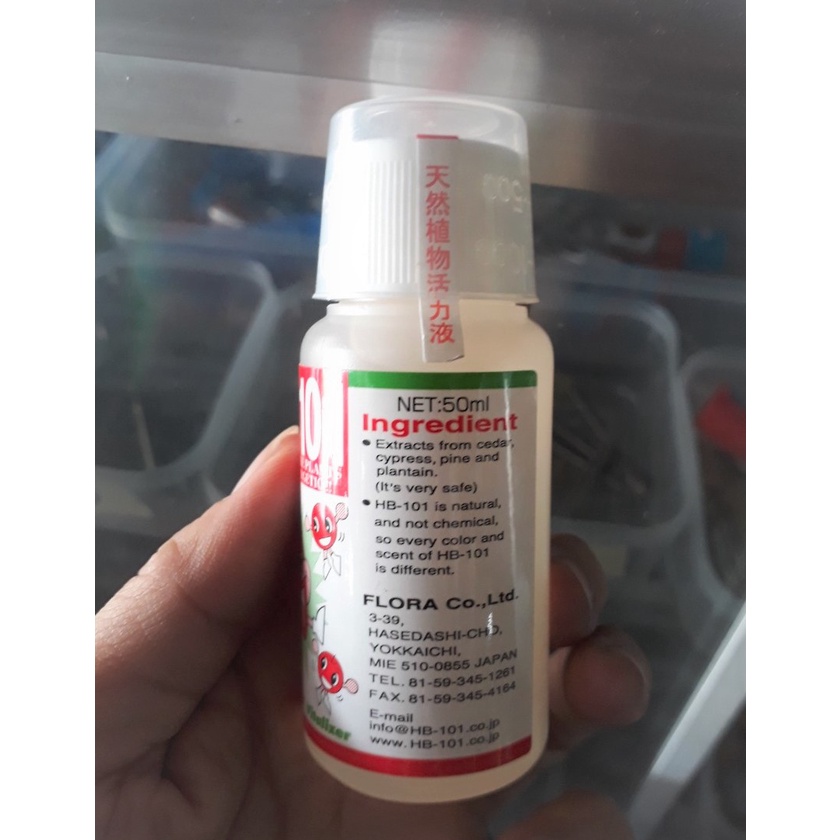 天然植物活力液
10
NET:50ml
Ingredient
• Extracts from cedar,
cypress, pine and
plantain.
(It's very safe)
• HB-101 is natural,
and not chemical,
so every color and
scent of HB-101
is different.
FLORA Co.,Ltd.
3-39,
HASEDASHI-CHO,
YOKKAICHI,
MIE 510-0855 JAPAN
TEL. 81-59-345-1261
FAX. 81-59-345-4164
E-mail
info@HB-101.co.jp
www. HB-101.co.jp